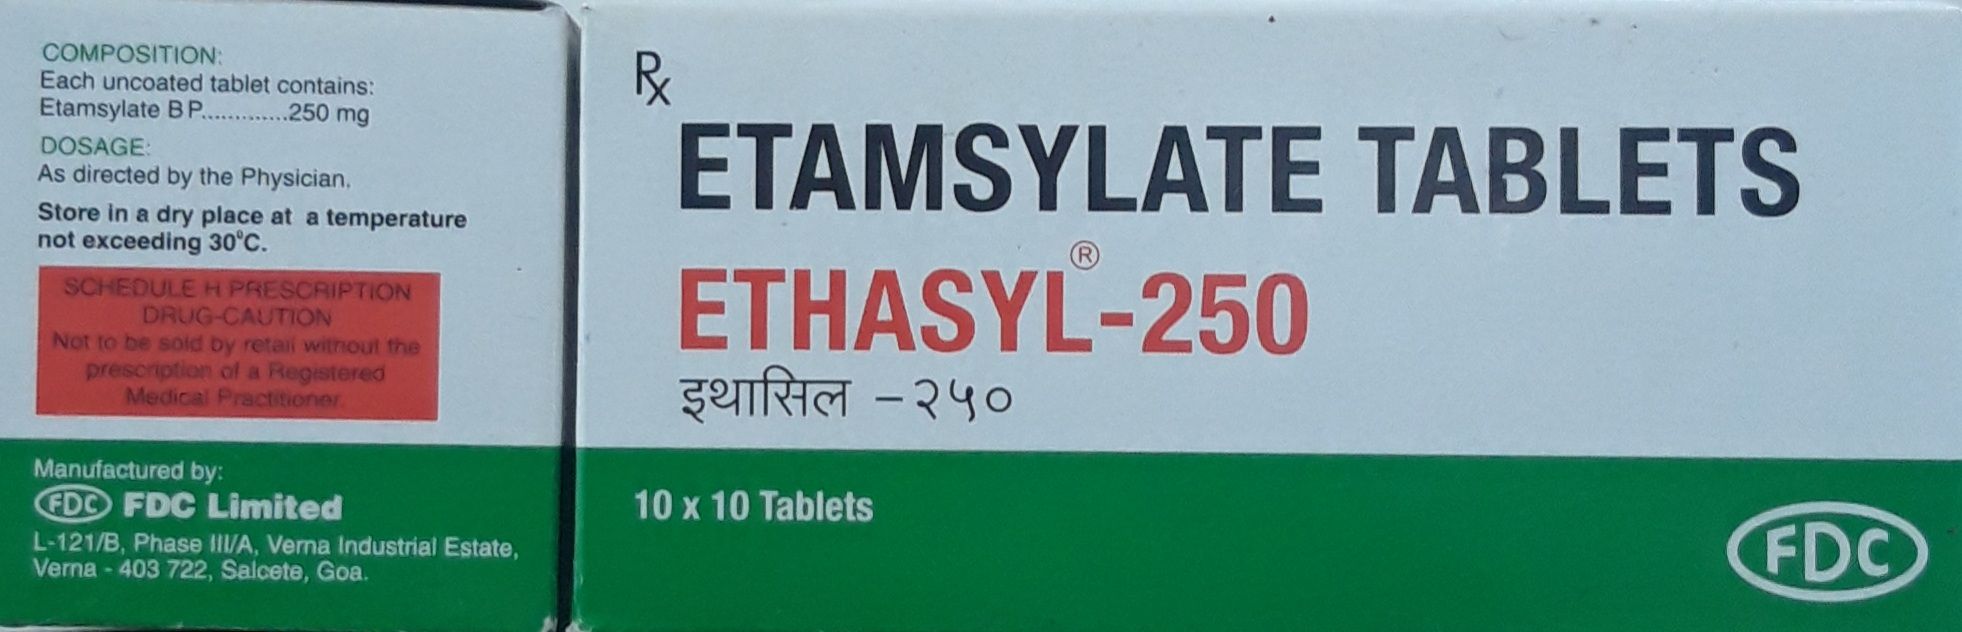 COMPOSITION:
Each uncoated tablet contains:
Etamsylate B P.............250 mg
DOSAGE:
As directed by the Physician.
Store in a dry place at a temperature
not exceeding 30°C.
SCHEDULE H PRESCRIPTION
DRUG-CAUTION
Not to be sold by retail without the
prescription of a Registered
Medical Practitioner.
Manufactured by:
FDC FDC Limited
L-121/B, Phase III/A, Verna Industrial Estate,
Verna - 403 722, Salcete, Goa.
Rx
ETAMSYLATE TABLETS
ETHASYL®-250
इथासिल -२५०
10 x 10 Tablets
FDC